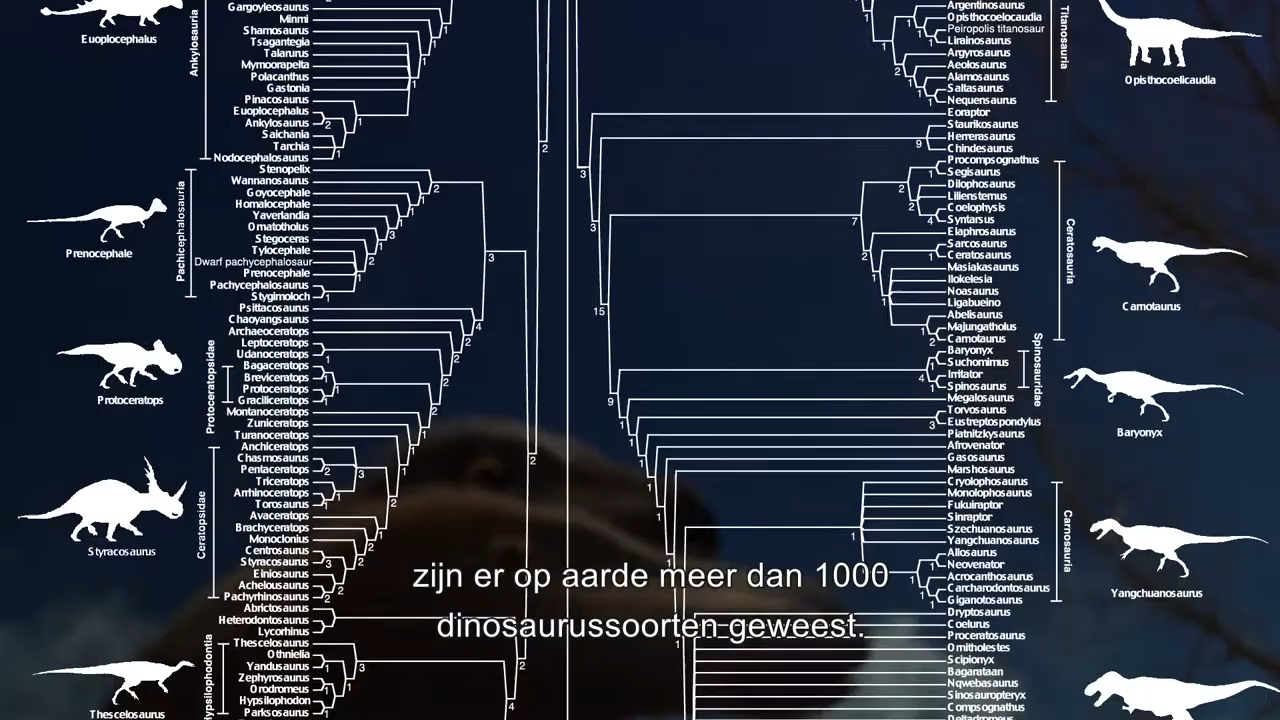 Gargoyleosaurus
Minmi
Shamosaurus
Tsagantegia
Talarurus
Mymoorapelta
Polacanthus
Gastonia
Pinacosaurus
Euoplocephalus
Ankylosaurus
Saichania
Tarchia
Nodocephalosaurus
Ankylosauria
Euoplocephalus
Stenopelix
Wannanosaurus
Goyocephale
Homalocephale
Yaverlandia
Ornatotholus
Stegoceras
Tylocephale
Dwarf pachycephalosaur
Prenocephale
Pachycephalosaurus
Stygimoloch
Pachicephalosauria
Prenocephale
Psittacosaurus
Chaoyangsaurus
Archaeoceratops
Leptoceratops
Udanoceratops
Bagaceratops
Breviceratops
Protoceratops
Graciliceratops
Protoceratopsidae
Protoceratops
Montanoceratops
Zuniceratops
Turanoceratops
Anchiceratops
Chasmosaurus
Pentaceratops
Triceratops
Arrhinoceratops
Torosaurus
Avaceratops
Brachyceratops
Monoclonius
Centrosaurus
Styracosaurus
Einiosaurus
Achelousaurus
Pachyrhinosaurus
Ceratopsidae
Styracosaurus
Abrictosaurus
Heterodontosaurus
Lycorhinus
Thescelosaurus
Othnielia
Yandusaurus
Zephyrosaurus
Orodromeus
Hypsilophodon
Parksosaurus
Hypsilophodontia
Thescelosaurus
Argentinosaurus
Opisthocoelocaudia
Peiropolis titanosaur
Lirainosaurus
Argyrosaurus
Aeolosaurus
Alamosaurus
Saltasaurus
Nequensaurus
Titanosauria
Opisthocoelicaudia
Eoraptor
Staurikosaurus
Herrerasaurus
Chindesaurus
Procompsognathus
Segisaurus
Dilophosaurus
Liliensternus
Coelophysis
Syntarsus
Elaphrosaurus
Sarcosaurus
Ceratosaurus
Masiakasaurus
Ilokelesia
Noasaurus
Ligabueino
Abelisaurus
Majungatholus
Carnotaurus
Ceratosauria
Carnotaurus
Baryonyx
Suchomimus
Irritator
Spinosaurus
Spinosauridae
Baryonyx
Megalosaurus
Torvosaurus
Eustreptospondylus
Piatnitzkysaurus
Afrovenator
Gasosaurus
Marshosaurus
Cryolophosaurus
Monolophosaurus
Fukuiraptor
Sinraptor
Szechuanosaurus
Yangchuanosaurus
Allosaurus
Neovenator
Acrocanthosaurus
Carcharodontosaurus
Giganotosaurus
Carnosauria
Yangchuanosaurus
Dryptosaurus
Coelurus
Proceratosaurus
Ornitholestes
Scipionyx
Bagarataan
Nqwebasaurus
Sinosauropteryx
Compsognathus
Deltadromeus
zijn er op aarde meer dan 1000
dinosaurussoorten geweest.